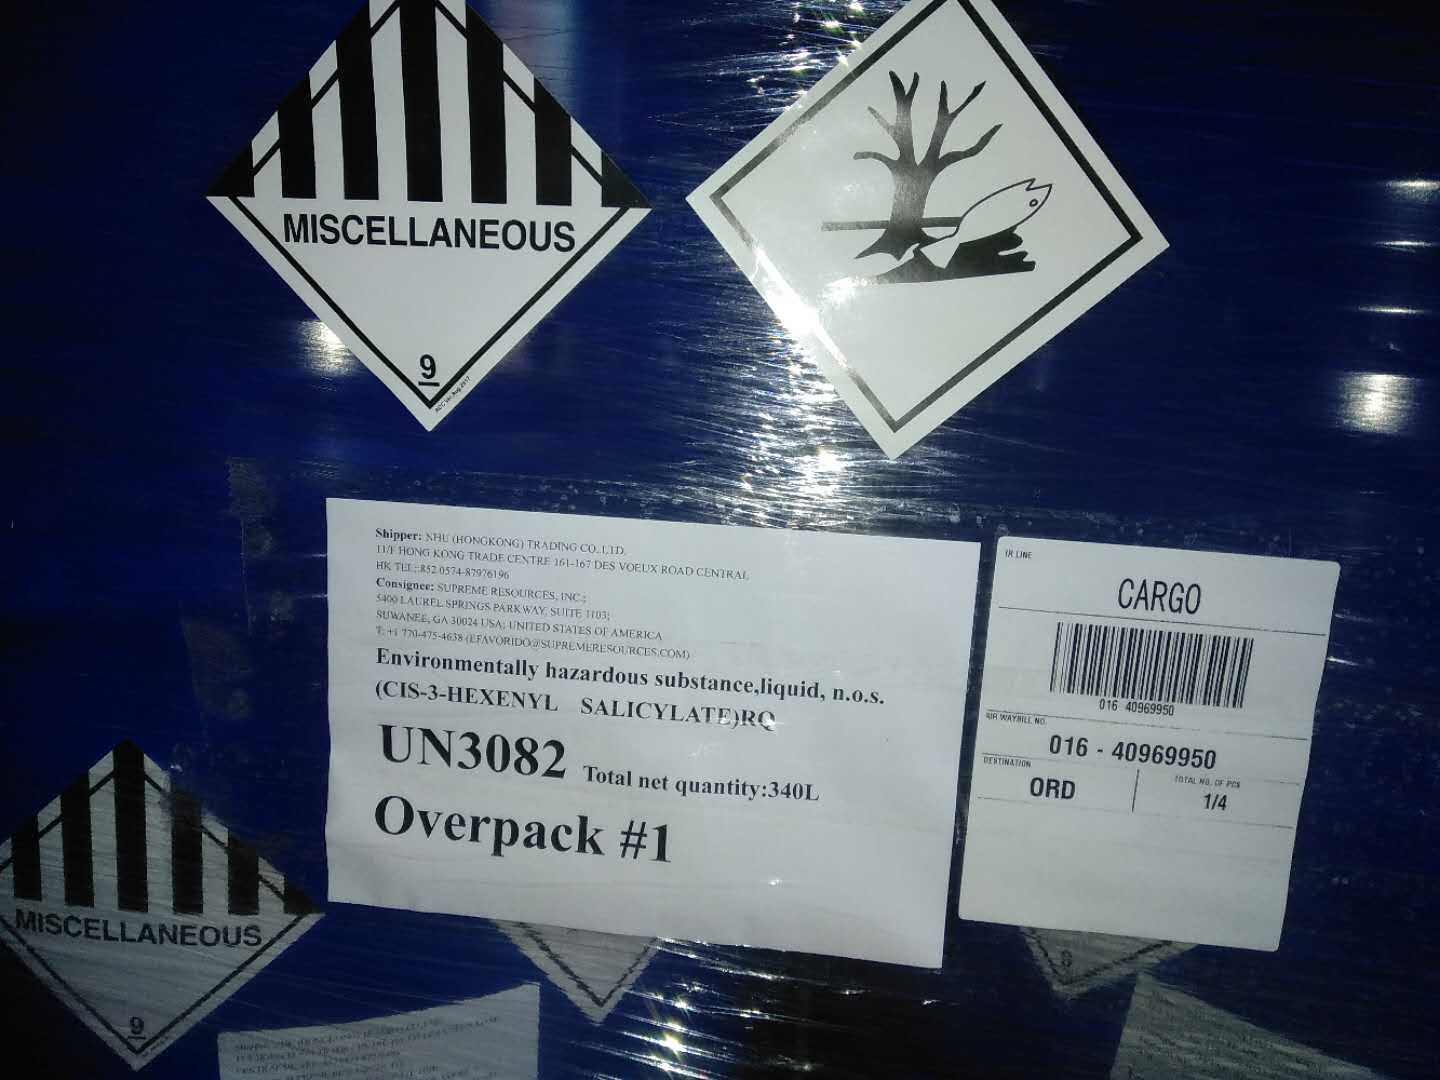 MISCELLANEOUS
9
Shipper: NHU (HONGKONG) TRADING CO., LTD.
11/F HONG KONG TRADE CENTRE 161-167 DES VOEUX ROAD CENTRAL
HK TEL:852 0574-87976196
Consignee: SUPREME RESOURCES, INC.;
5400 LAUREL SPRINGS PARKWAY, SUITE 1103;
SUWANEE, GA 30024 USA; UNITED STATES OF AMERICA
T: +1 770-475-4638 (EFAVORIDO@SUPREMERESOURCES.COM)
Environmentally hazardous substance,liquid, n.o.s.
(CIS-3-HEXENYL SALICYLATE)RQ
UN3082 Total net quantity:340L
Overpack #1
IR LINE
CARGO
016 40969950
AIR WAYBILL NO.
016 - 40969950
DESTINATION
ORD
TOTAL NO. OF PCS
1/4
MISCELLANEOUS
9
9